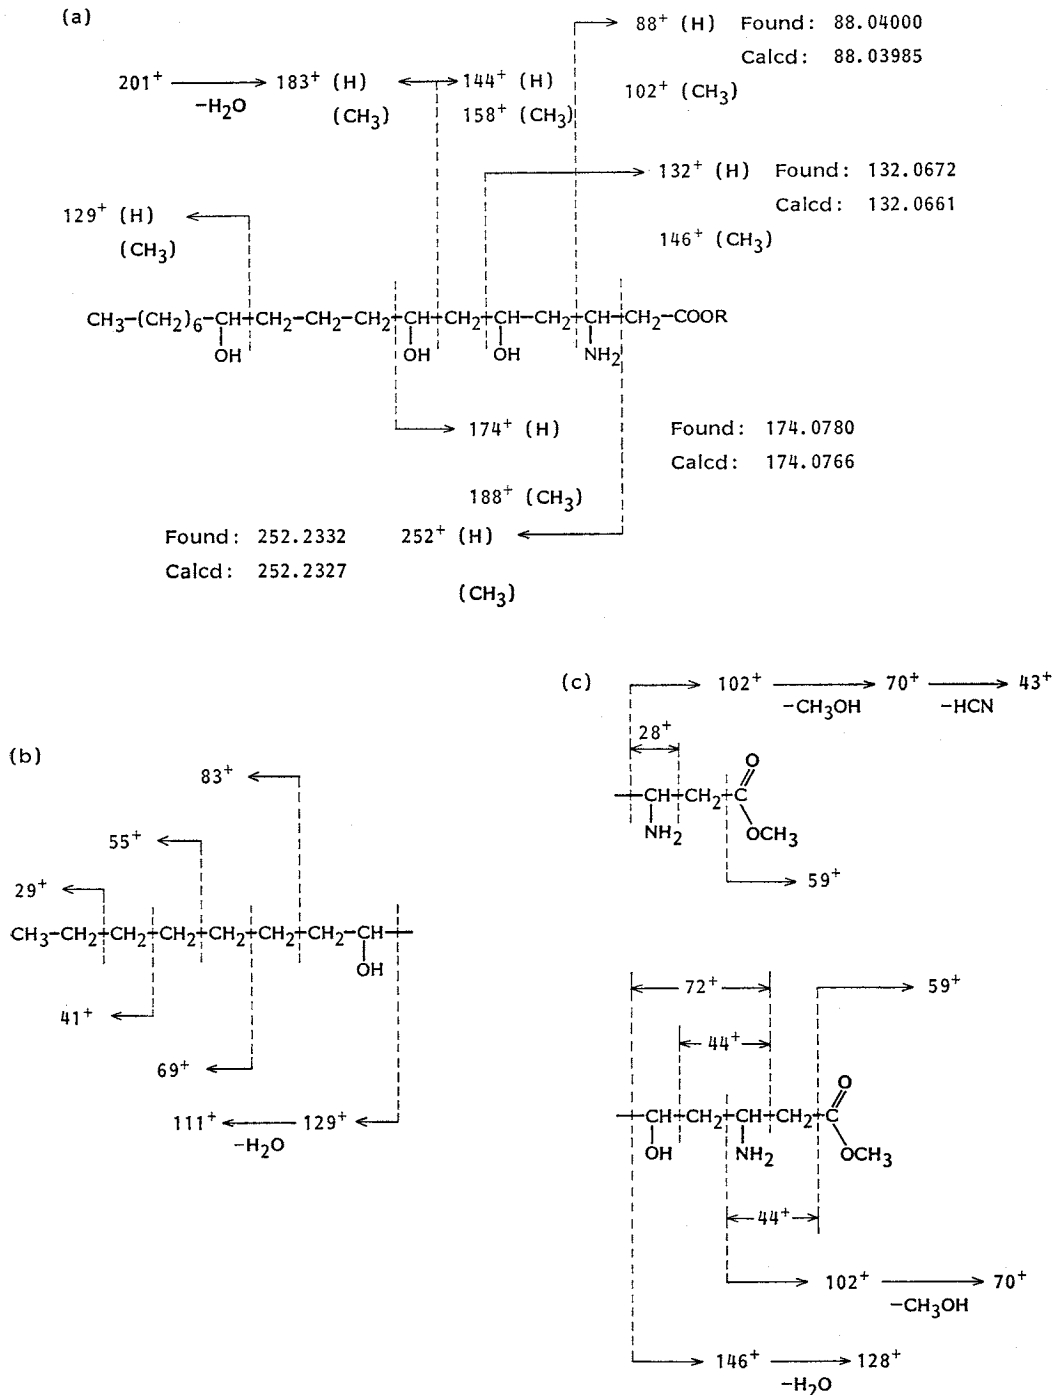 (a)
88+ (H) Found: 88.04000
Calcd: 88.03985
102+ (CH3)
201+ −H2O 183+ (H) 144+ (H)
(CH3) 158+ (CH3)
132+ (H) Found: 132.0672
Calcd: 132.0661
146+ (CH3)
129+ (H)
(CH3)
CH3−(CH2)6−CH−CH2−CH2−CH2−CH−CH2−CH−CH2−CH−CH2−COOR
OH OH OH NH2
174+ (H) Found: 174.0780
Calcd: 174.0766
188+ (CH3)
Found: 252.2332 252+ (H)
Calcd: 252.2327
(CH3)
(b)
83+
55+
29+
CH3−CH2−CH2−CH2−CH2−CH2−CH2−CH−
OH
41+
69+
111+ −H2O 129+
(c)
102+ −CH3OH 70+ −HCN 43+
28+
O
−CH−CH2−C
NH2 OCH3
59+
72+ 59+
44+
O
−CH−CH2−CH−CH2−C
OH NH2 OCH3
44+
102+ −CH3OH 70+
146+ −H2O 128+